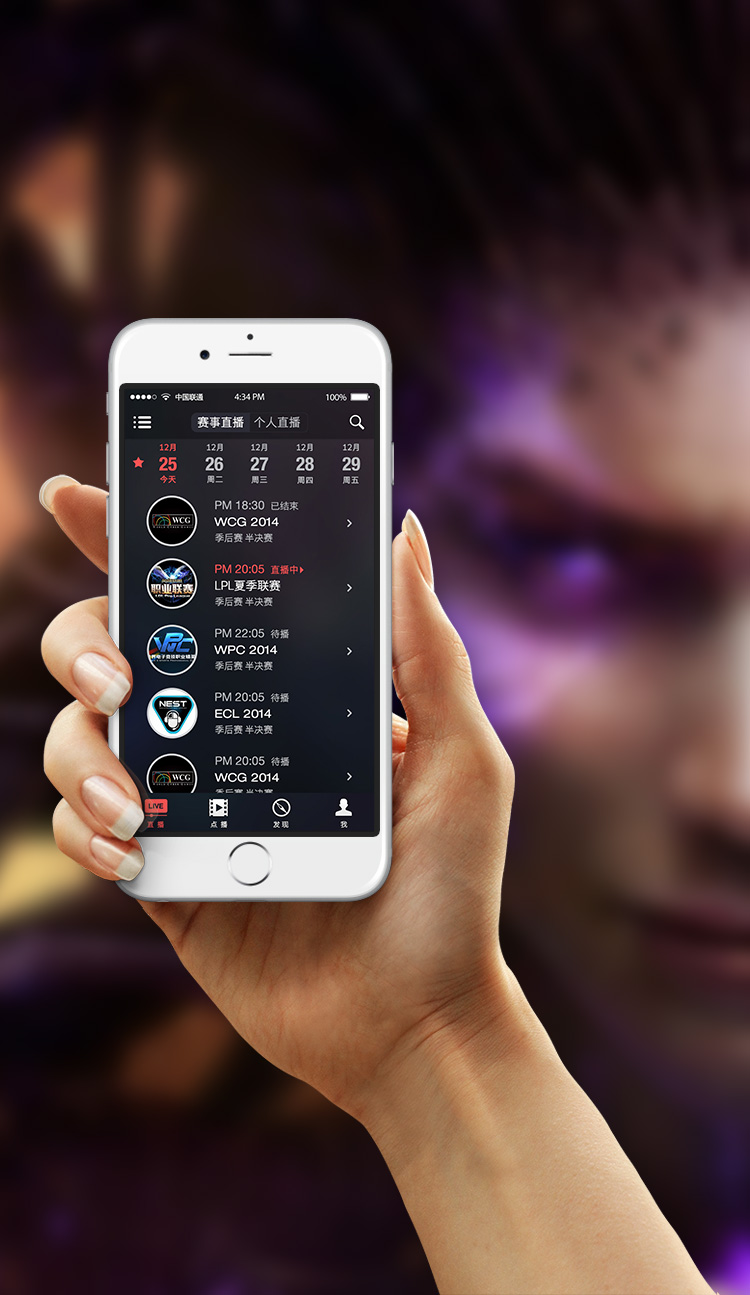 中国联通 4:34 PM 100%
赛事直播 个人直播
12月 12月 12月 12月 12月
25 26 27 28 29
今天 周二 周三 周四 周五
WCG
PM 18:30 已结束
WCG 2014
季后赛 半决赛
职业联赛
PM 20:05 直播中
LPL夏季联赛
季后赛 半决赛
PM 22:05 待播
WPC 2014
季后赛 半决赛
NEST
PM 20:05 待播
ECL 2014
季后赛 半决赛
WCG
PM 20:05 待播
WCG 2014
季后赛 半决赛
LIVE
直播 点播 发现 我